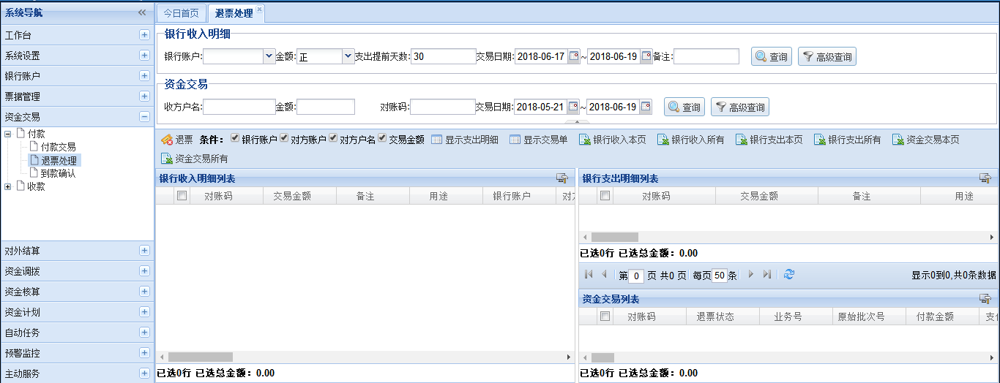 系统导航
工作台
系统设置
银行账户
票据管理
资金交易
付款
付款交易
退票处理
到款确认
收款
对外结算
资金调拨
资金核算
资金计划
自动任务
预警监控
主动服务
今日首页 退票处理
银行收入明细
银行账户: 金额: 正 支出提前天数: 30 交易日期: 2018-06-17 ~ 2018-06-19 备注: 查询 高级查询
资金交易
收方户名: 金额: 对账码: 交易日期: 2018-05-21 ~ 2018-06-19 查询 高级查询
退票 条件： 银行账户 对方账户 对方户名 交易金额 显示支出明细 显示交易单 银行收入本页 银行收入所有 银行支出本页 银行支出所有 资金交易本页
资金交易所有
银行收入明细列表
对账码 交易金额 备注 用途 银行账户
已选0行 已选总金额：0.00
银行支出明细列表
对账码 交易金额 备注 用途
已选0行 已选总金额：0.00
第 0 页 共0 页 每页 50 条 显示0到0,共0条数据
资金交易列表
对账码 退票状态 业务号 原始批次号 付款金额
已选0行 已选总金额：0.00